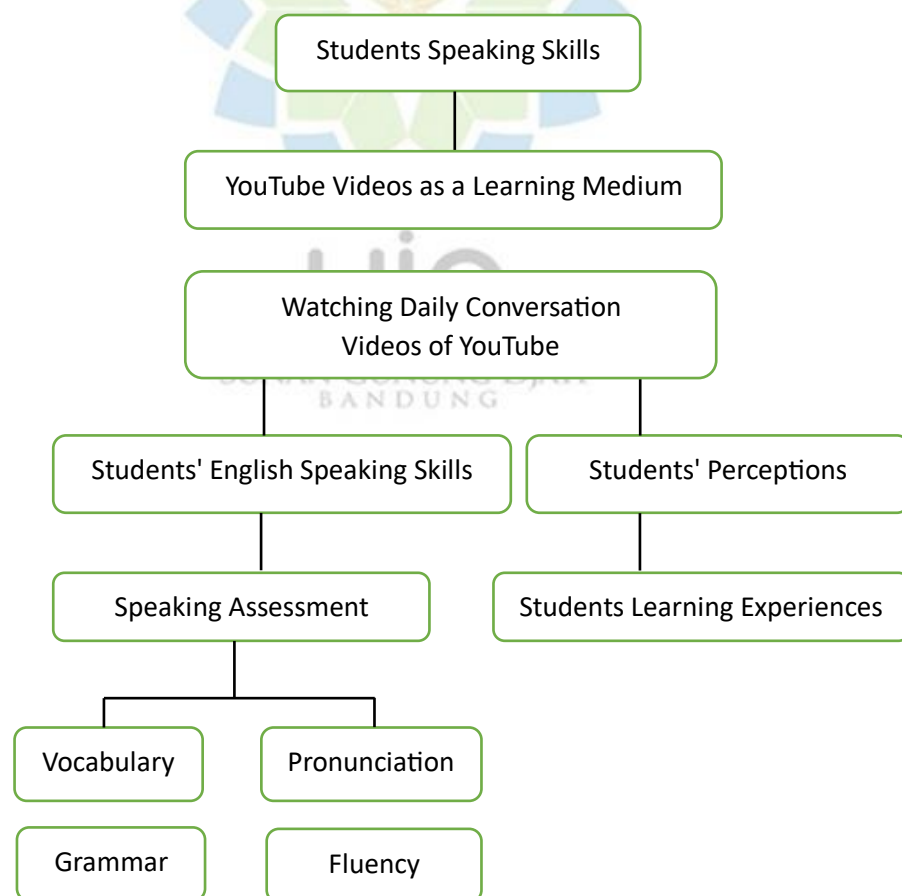 Students Speaking Skills
YouTube Videos as a Learning Medium
uin
Watching Daily Conversation
Videos of YouTube
BANDUNG
Students' English Speaking Skills
Students' Perceptions
Speaking Assessment
Students Learning Experiences
Vocabulary
Pronunciation
Grammar
Fluency